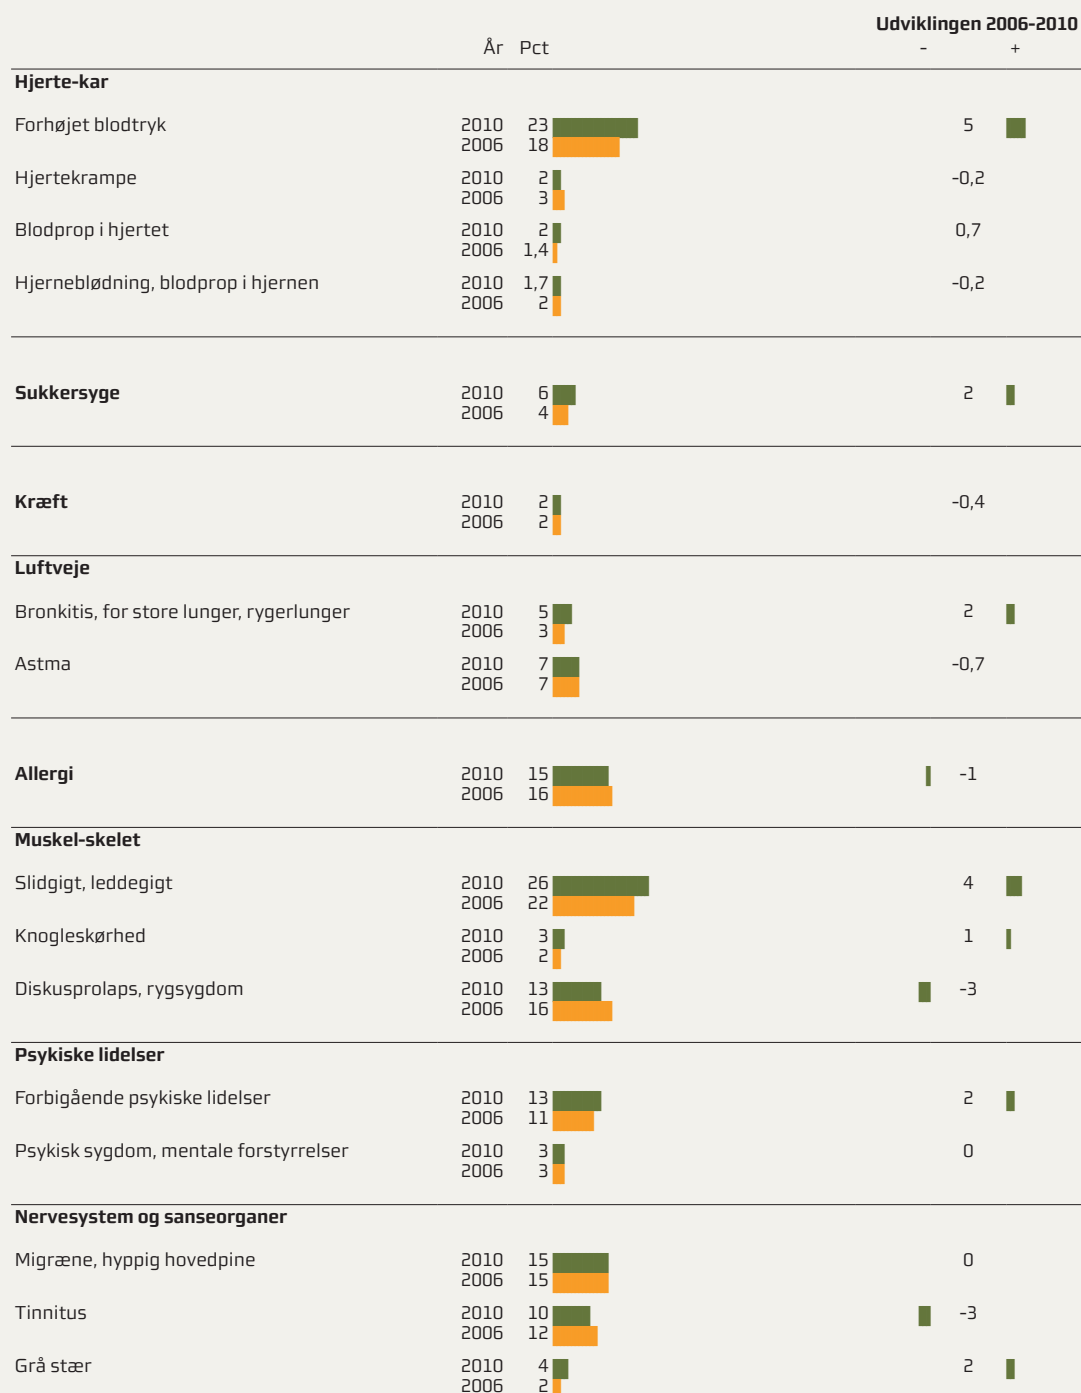 Udviklingen 2006-2010
År Pct - +
Hjerte-kar
Forhøjet blodtryk 2010 23 5
2006 18
Hjertekrampe 2010 2 -0,2
2006 3
Blodprop i hjertet 2010 2 0,7
2006 1,4
Hjerneblødning, blodprop i hjernen 2010 1,7 -0,2
2006 2
Sukkersyge 2010 6 2
2006 4
Kræft 2010 2 -0,4
2006 2
Luftveje
Bronkitis, for store lunger, rygerlunger 2010 5 2
2006 3
Astma 2010 7 -0,7
2006 7
Allergi 2010 15 -1
2006 16
Muskel-skelet
Slidgigt, leddegigt 2010 26 4
2006 22
Knogleskørhed 2010 3 1
2006 2
Diskusprolaps, rygsygdom 2010 13 -3
2006 16
Psykiske lidelser
Forbigående psykiske lidelser 2010 13 2
2006 11
Psykisk sygdom, mentale forstyrrelser 2010 3 0
2006 3
Nervesystem og sanseorganer
Migræne, hyppig hovedpine 2010 15 0
2006 15
Tinnitus 2010 10 -3
2006 12
Grå stær 2010 4 2
2006 2